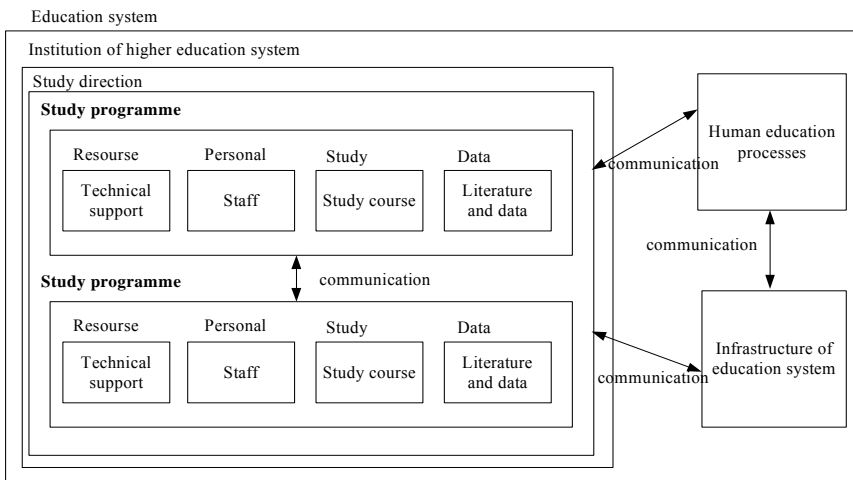 Education system
Institution of higher education system
Study direction
Study programme
Resourse
Personal
Study
Data
Technical
support
Staff
Study course
Literature
and data
communication
Study programme
Resourse
Personal
Study
Data
Technical
support
Staff
Study course
Literature
and data
communication
Human education
processes
communication
Infrastructure of
education system
communication